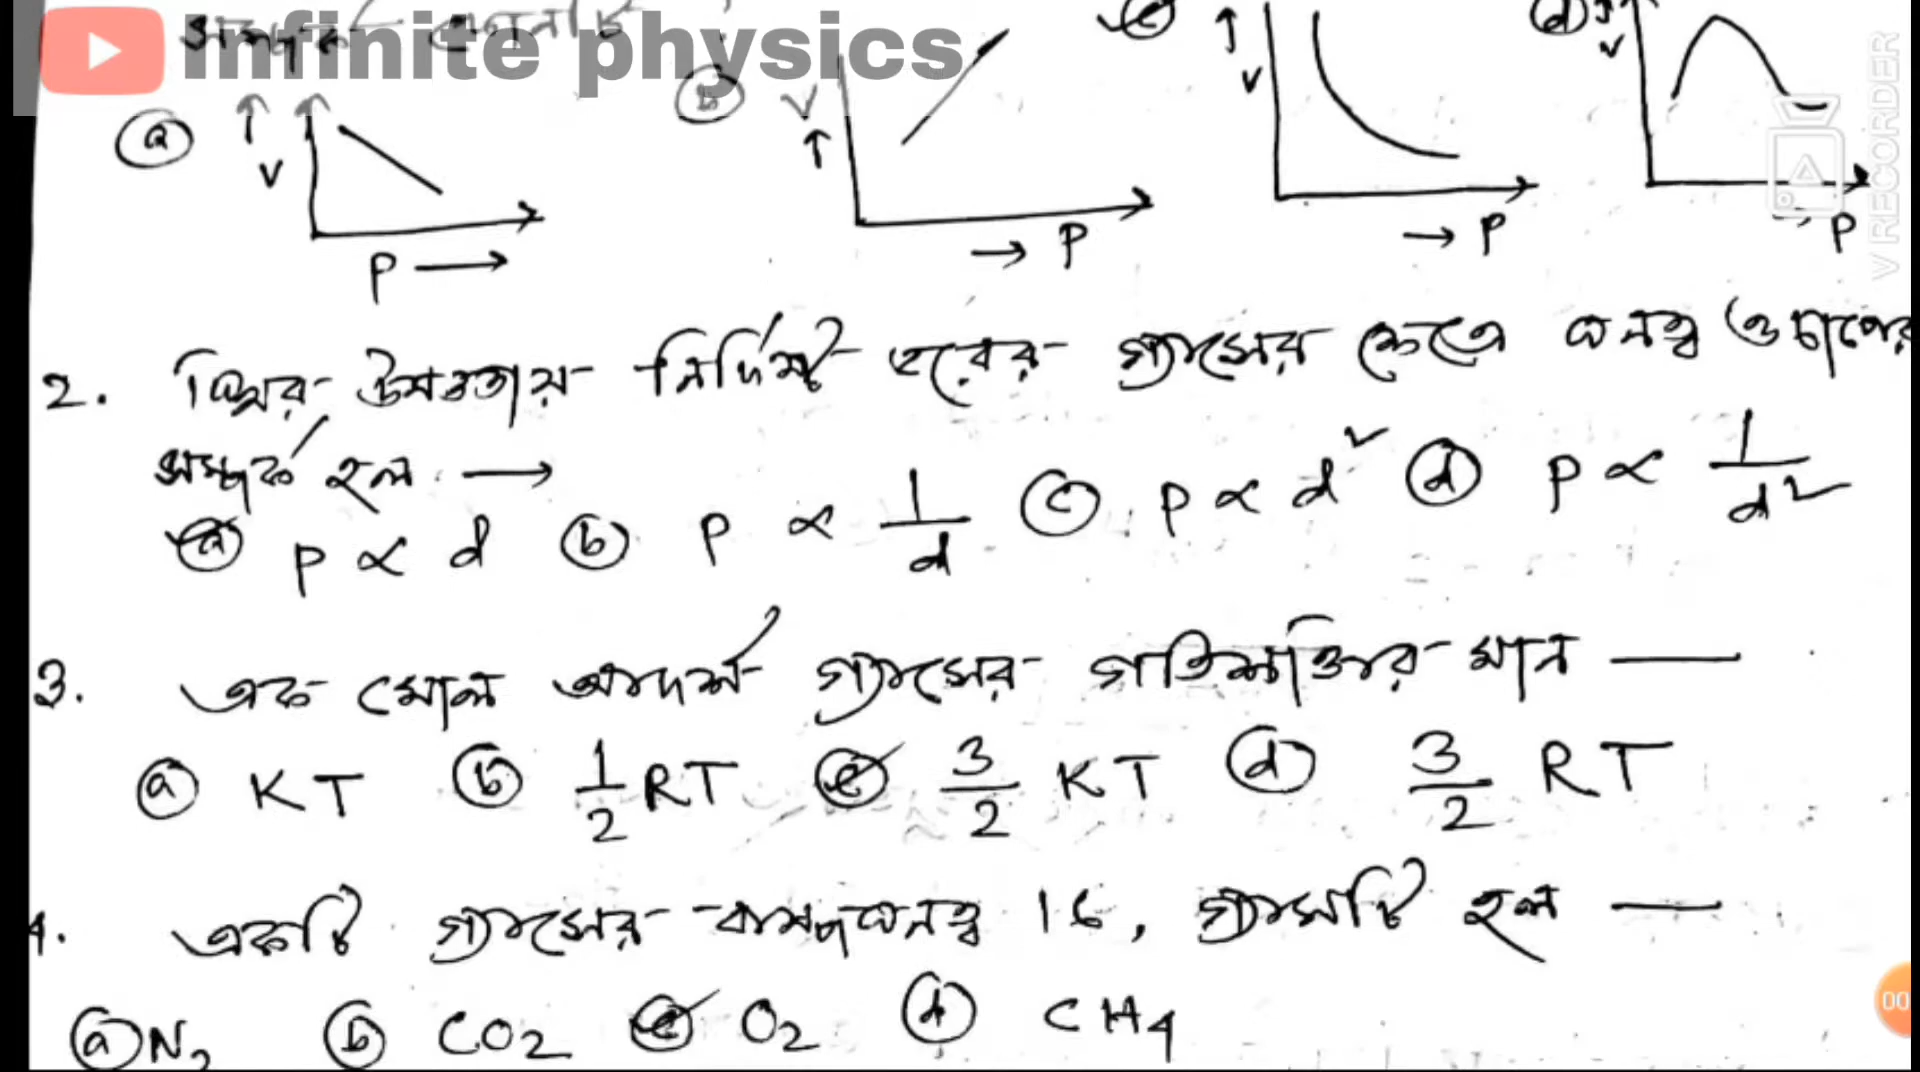 Infinite physics
ⓐ ↑ V P →
ⓑ V ↑ → P
ⓒ ↑ V → P
ⓓ ↑ V → P
2. স্থির উষ্ণতায় নির্দিষ্ট ভরের গ্যাসের ক্ষেত্রে ঘনত্ব ও চাপের
সম্পর্ক হল →
ⓐ P ∝ d ⓑ P ∝ 1/d ⓒ P ∝ d² ⓓ P ∝ 1/d²
3. এক মোল আদর্শ গ্যাসের গতিশক্তির মান —
ⓐ KT ⓑ 1/2 RT ⓒ 3/2 KT ⓓ 3/2 RT
4. একটি গ্যাসের বাষ্পঘনত্ব 16, গ্যাসটি হল —
ⓐ N₂ ⓑ CO₂ ⓒ O₂ ⓓ CH₄
V RECORDER
00